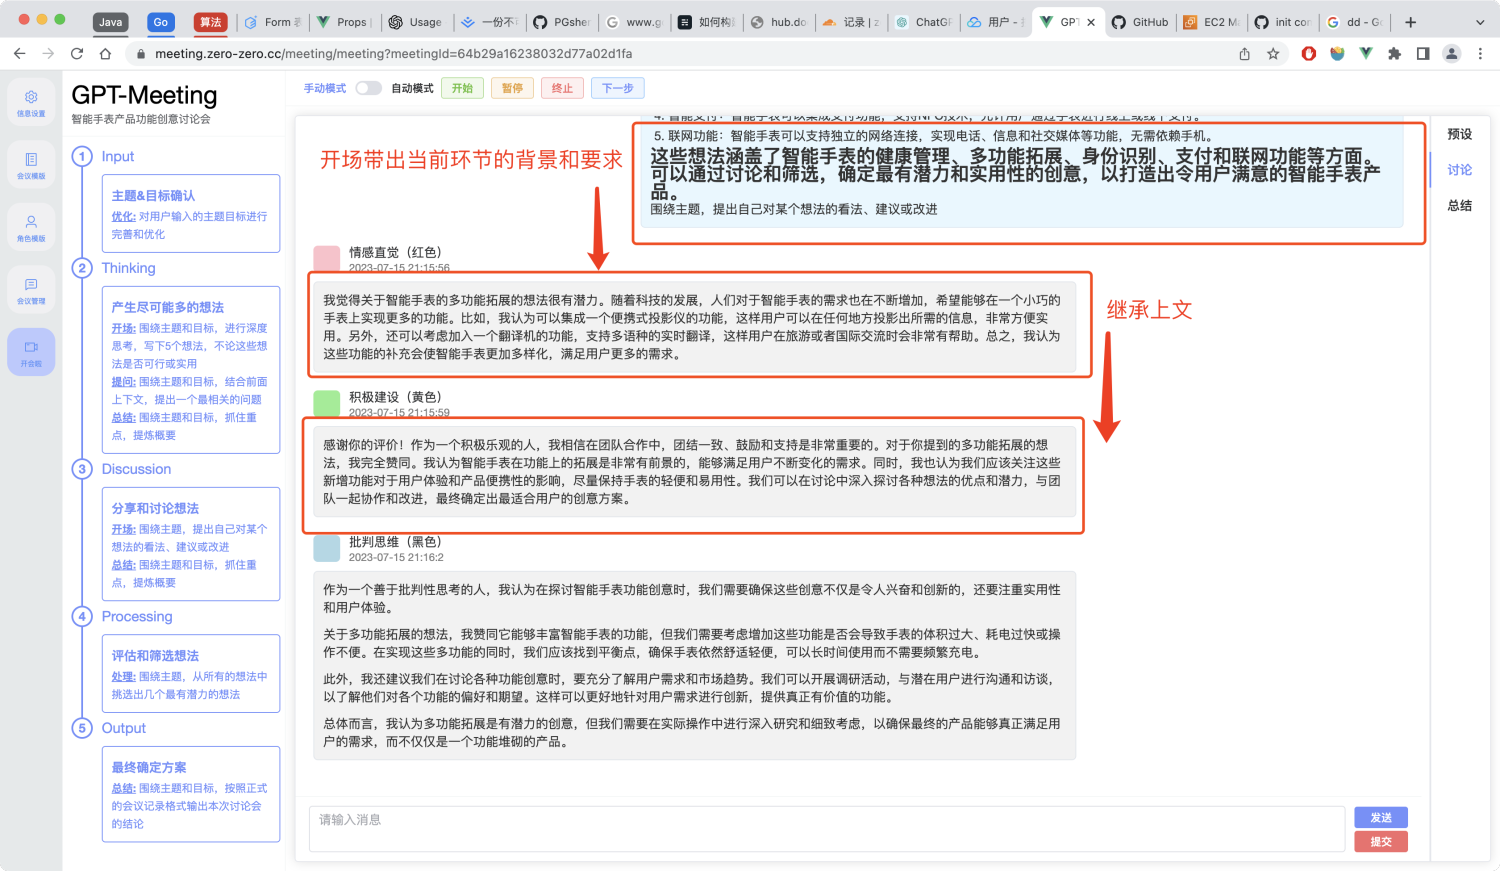 Java
Go
算法
Form 表
Props |
Usage
一份不
PGsher
www.g
如何构
hub.do
记录 | z
ChatGF
用户 -
GPT
GitHub
EC2 M
init con
dd - Go
meeting.zero-zero.cc/meeting/meeting?meetingId=64b29a16238032d77a02d1fa
信息设置
会议模版
角色模版
会议管理
开会啦
GPT-Meeting
智能手表产品功能创意讨论会
1 Input
主题&目标确认
优化: 对用户输入的主题目标进行
完善和优化
2 Thinking
产生尽可能多的想法
开场: 围绕主题和目标，进行深度
思考，写下5个想法，不论这些想
法是否可行或实用
提问: 围绕主题和目标，结合前面
上下文，提出一个最相关的问题
总结: 围绕主题和目标，抓住重
点，提炼概要
3 Discussion
分享和讨论想法
开场: 围绕主题，提出自己对某个
想法的看法、建议或改进
总结: 围绕主题和目标，抓住重
点，提炼概要
4 Processing
评估和筛选想法
处理: 围绕主题，从所有的想法中
挑选出几个最有潜力的想法
5 Output
最终确定方案
总结: 围绕主题和目标，按照正式
的会议记录格式输出本次讨论会
的结论
手动模式 自动模式 开始 暂停 终止 下一步
4. 智能支付：智能手表可以集成支付功能，支持NFC技术，允许用户通过手表进行线上或线下支付。
5. 联网功能：智能手表可以支持独立的网络连接，实现电话、信息和社交媒体等功能，无需依赖手机。
这些想法涵盖了智能手表的健康管理、多功能拓展、身份识别、支付和联网功能等方面。
可以通过讨论和筛选，确定最有潜力和实用性的创意，以打造出令用户满意的智能手表产
品。
围绕主题，提出自己对某个想法的看法、建议或改进
开场带出当前环节的背景和要求
情感直觉（红色）
2023-07-15 21:15:56
我觉得关于智能手表的多功能拓展的想法很有潜力。随着科技的发展，人们对于智能手表的需求也在不断增加，希望能够在一个小巧的
手表上实现更多的功能。比如，我认为可以集成一个便携式投影仪的功能，这样用户可以在任何地方投影出所需的信息，非常方便实
用。另外，还可以考虑加入一个翻译机的功能，支持多语种的实时翻译，这样用户在旅游或者国际交流时会非常有帮助。总之，我认为
这些功能的补充会使智能手表更加多样化，满足用户更多的需求。
继承上文
积极建设（黄色）
2023-07-15 21:15:59
感谢你的评价！作为一个积极乐观的人，我相信在团队合作中，团结一致、鼓励和支持是非常重要的。对于你提到的多功能拓展的想
法，我完全赞同。我认为智能手表在功能上的拓展是非常有前景的，能够满足用户不断变化的需求。同时，我也认为我们应该关注这些
新增功能对于用户体验和产品便携性的影响，尽量保持手表的轻便和易用性。我们可以在讨论中深入探讨各种想法的优点和潜力，与团
队一起协作和改进，最终确定出最适合用户的创意方案。
批判思维（黑色）
2023-07-15 21:16:2
作为一个善于批判性思考的人，我认为在探讨智能手表功能创意时，我们需要确保这些创意不仅是令人兴奋和创新的，还要注重实用性
和用户体验。
关于多功能拓展的想法，我赞同它能够丰富智能手表的功能，但我们需要考虑增加这些功能是否会导致手表的体积过大、耗电过快或操
作不便。在实现这些多功能的同时，我们应该找到平衡点，确保手表依然舒适轻便，可以长时间使用而不需要频繁充电。
此外，我还建议我们在讨论各种功能创意时，要充分了解用户需求和市场趋势。我们可以开展调研活动，与潜在用户进行沟通和访谈，
以了解他们对各个功能的偏好和期望。这样可以更好地针对用户需求进行创新，提供真正有价值的功能。
总体而言，我认为多功能拓展是有潜力的创意，但我们需要在实际操作中进行深入研究和细致考虑，以确保最终的产品能够真正满足用
户的需求，而不仅仅是一个功能堆砌的产品。
请输入消息
发送
提交
预设
讨论
总结